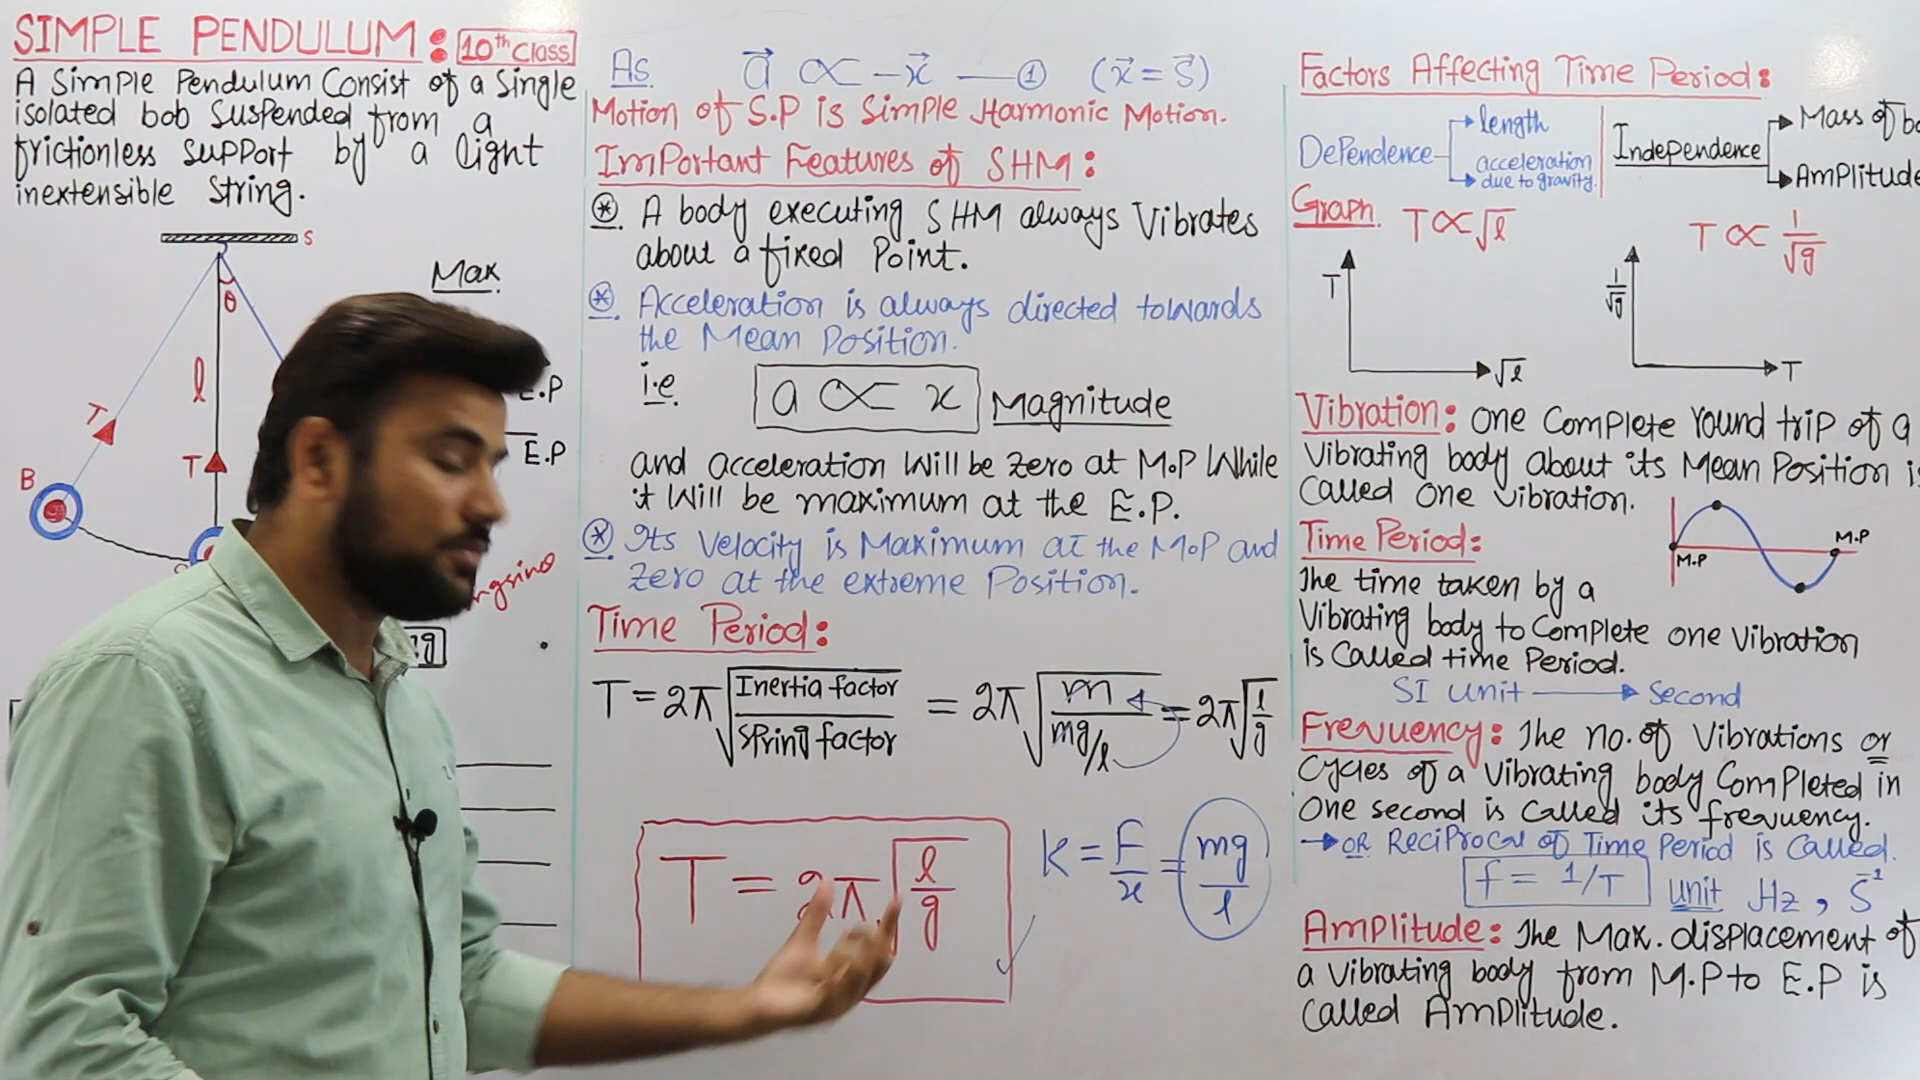 SIMPLE PENDULUM: 10th Class
A Simple Pendulum Consist of a Single
isolated bob Suspended from a
frictionless support by a light
inextensible String.
S
θ
l
T
T
B
Max
E.P
E.P
mgsinθ
As a⃗ ∝ -x⃗ — ① (x⃗ = S⃗)
Motion of S.P is Simple Harmonic Motion.
Important Features of SHM:
⊛ A body executing SHM always Vibrates
about a fixed Point.
⊛ Acceleration is always directed towards
the Mean Position.
i.e a ∝ x Magnitude
and acceleration will be zero at M.P While
it will be maximum at the E.P.
⊛ Its Velocity is Maximum at the M.P and
Zero at the extreme Position.
Time Period:
T = 2π√(Inertia factor/Spring factor) = 2π√(m/mg/l) = 2π√(l/g)
T = 2π√(l/g)
K = F/x = mg/l
Factors Affecting Time Period:
Dependence length
acceleration due to gravity.
Independence Mass of bo
Amplitude
Graph T ∝ √l
T √l
T ∝ 1/√g
1/√g T
Vibration: One Complete round trip of a
Vibrating body about its Mean Position is
Called One Vibration.
M.P M.P
Time Period:
The time taken by a
Vibrating body to Complete one Vibration
is Called time Period.
SI Unit → Second
Frequency: The no. of Vibrations or
Cycles of a Vibrating body Completed in
One second is Called its frequency.
→ OR Reciprocal of Time Period is Called.
f = 1/T unit Hz, S⁻¹
Amplitude: The Max. displacement of
a Vibrating body from M.P to E.P is
Called Amplitude.